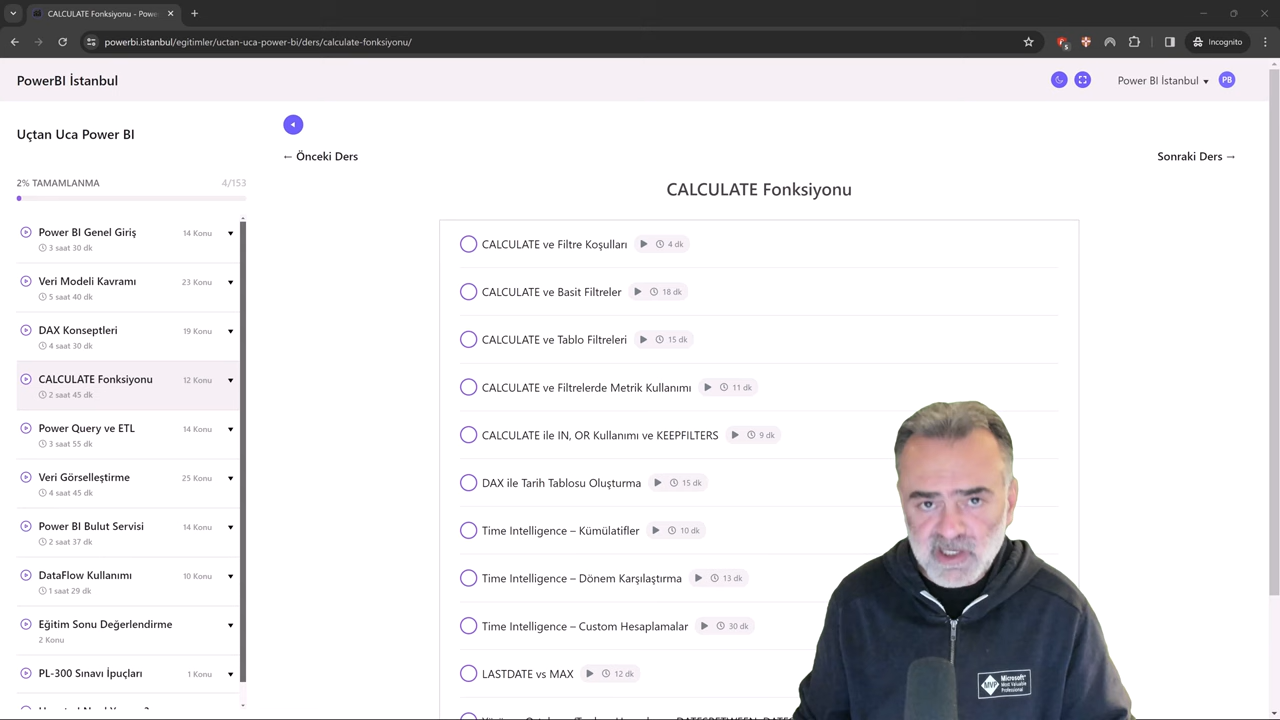 CALCULATE Fonksiyonu - Powe
powerbi.istanbul/egitimler/uctan-uca-power-bi/ders/calculate-fonksiyonu/
Incognito
PowerBI İstanbul
Power BI İstanbul
PB
Uçtan Uca Power BI
2% TAMAMLANMA 4/153
Power BI Genel Giriş 14 Konu
3 saat 30 dk
Veri Modeli Kavramı 23 Konu
5 saat 40 dk
DAX Konseptleri 19 Konu
4 saat 30 dk
CALCULATE Fonksiyonu 12 Konu
2 saat 45 dk
Power Query ve ETL 14 Konu
3 saat 55 dk
Veri Görselleştirme 25 Konu
4 saat 45 dk
Power BI Bulut Servisi 14 Konu
2 saat 37 dk
DataFlow Kullanımı 10 Konu
1 saat 29 dk
Eğitim Sonu Değerlendirme
2 Konu
PL-300 Sınavı İpuçları 1 Konu
← Önceki Ders
Sonraki Ders →
CALCULATE Fonksiyonu
CALCULATE ve Filtre Koşulları 4 dk
CALCULATE ve Basit Filtreler 18 dk
CALCULATE ve Tablo Filtreleri 15 dk
CALCULATE ve Filtrelerde Metrik Kullanımı 11 dk
CALCULATE ile IN, OR Kullanımı ve KEEPFILTERS 9 dk
DAX ile Tarih Tablosu Oluşturma 15 dk
Time Intelligence – Kümülatifler 10 dk
Time Intelligence – Dönem Karşılaştırma 13 dk
Time Intelligence – Custom Hesaplamalar 30 dk
LASTDATE vs MAX 12 dk
MVP Microsoft
Most Valuable
Professional